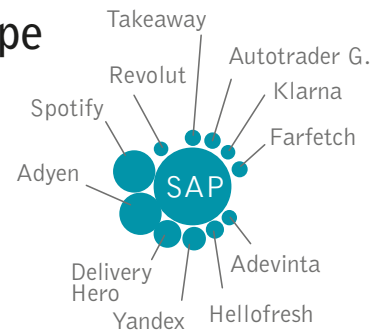 pe
Takeaway
Autotrader G.
Revolut
Klarna
Spotify
Farfetch
Adyen
SAP
Delivery
Hero
Adevinta
Yandex
Hellofresh